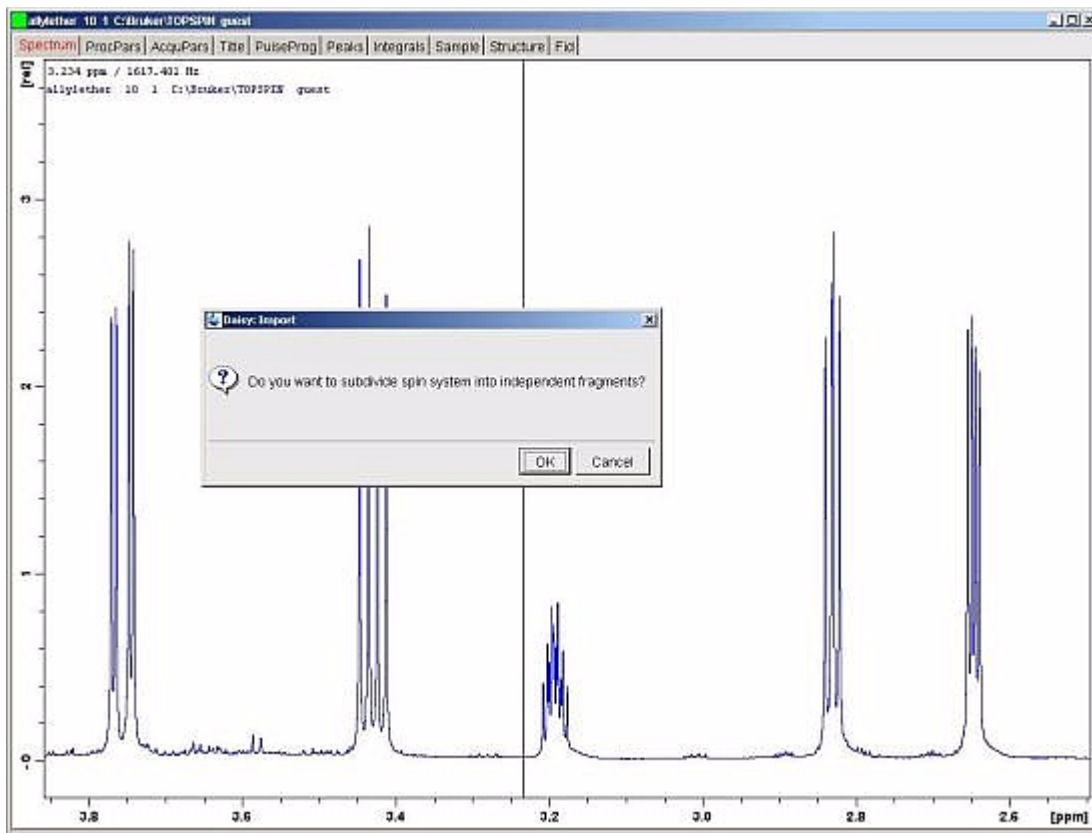 allylether 10 1 C:\Bruker\TOPSPIN guest
Spectrum ProcPars AcquPars Title PulseProg Peaks Integrals Sample Structure Fid
[rel]
3.234 ppm / 1617.401 Hz
allylether 10 1 C:\Bruker\TOPSPIN guest
3
Daisy: Import
Do you want to subdivide spin system into independent fragments?
2
OK Cancel
1
-0
3.8 3.6 3.4 3.2 3.0 2.8 2.6 [ppm]